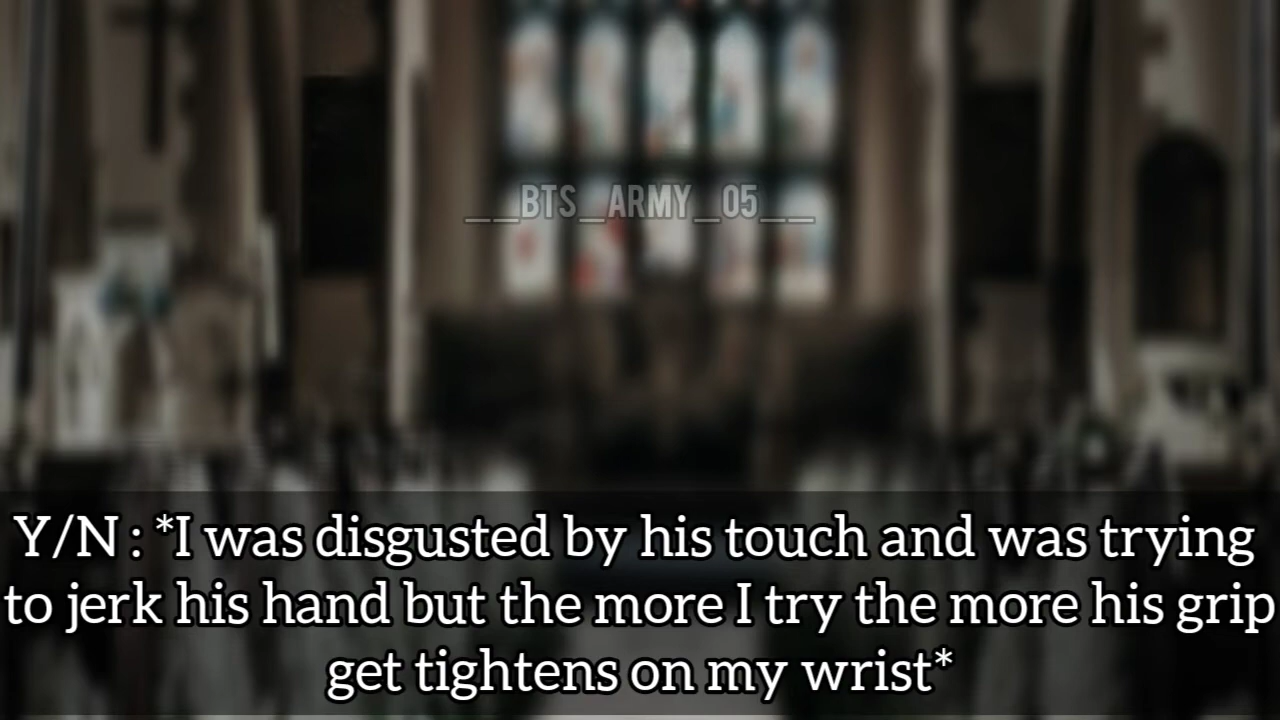 __BTS_ARMY_05__
Y/N : *I was disgusted by his touch and was trying
to jerk his hand but the more I try the more his grip
get tightens on my wrist*